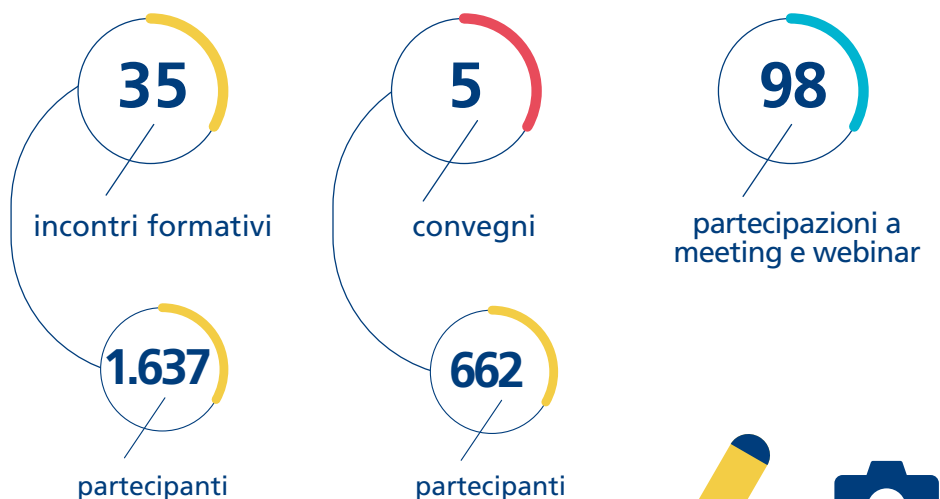 35
incontri formativi
1.637
partecipanti
5
convegni
662
partecipanti
98
partecipazioni a
meeting e webinar